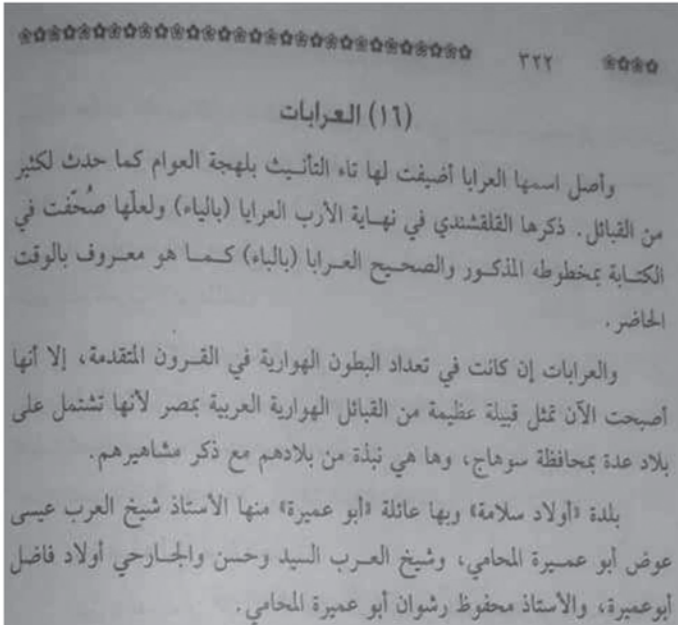 ٣٢٢
(١٦) العرابات
وأصل اسمها العرابا أضيفت لها تاء التأنيث بلهجة العوام كما حدث لكثير
من القبائل. ذكرها القلقشندي في نهاية الأرب العرايا (بالياء) ولعلّها صُحّفت في
الكتابة بمخطوطه المذكور والصحيح العرابا (بالباء) كما هو معروف بالوقت
الحاضر.
والعرابات إن كانت في تعداد البطون الهوارية في القرون المتقدمة، إلا أنها
أصبحت الآن تمثل قبيلة عظيمة من القبائل الهوارية العربية بمصر لأنها تشتمل على
بلاد عدة بمحافظة سوهاج، وها هي نبذة من بلادهم مع ذكر مشاهيرهم.
بلدة «أولاد سلامة» وبها عائلة «أبو عميرة» منها الأستاذ شيخ العرب عيسى
عوض أبو عميرة المحامي، وشيخ العرب السيد وحسن والجارحي أولاد فاضل
أبوعميرة، والأستاذ محفوظ رشوان أبو عميرة المحامي.